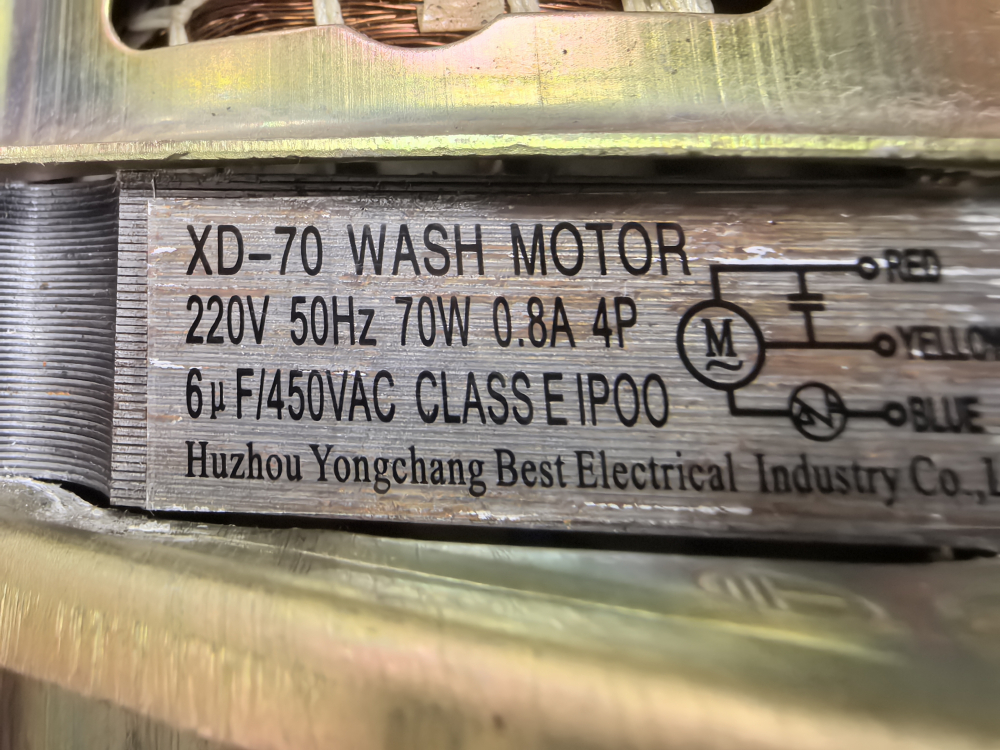 XD-70 WASH MOTOR
220V 50Hz 70W 0.8A 4P
6μF/450VAC CLASS E IP00
Huzhou Yongchang Best Electrical Industry Co.,L
M
RED
YELLOW
BLUE